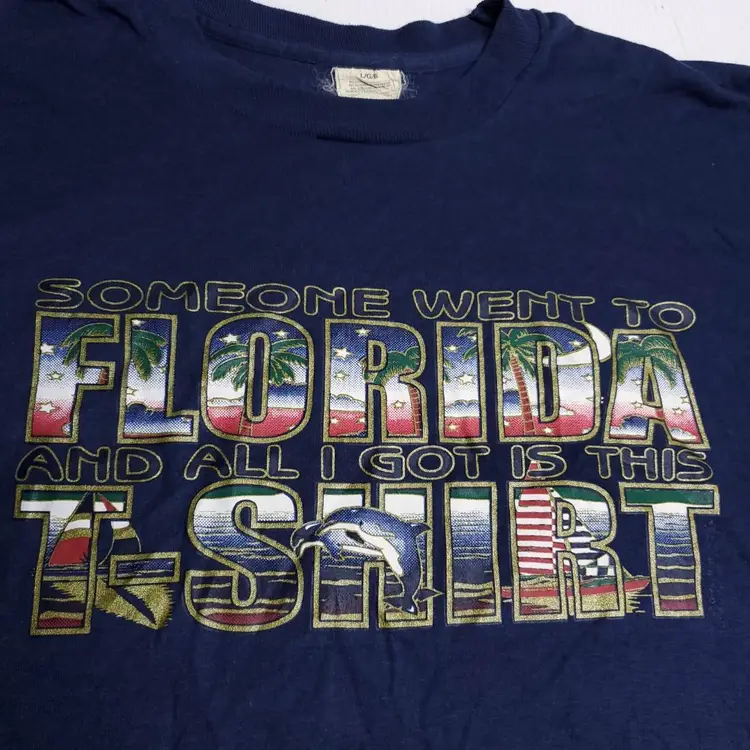 L/G/G
SOMEONE WENT TO
FLORIDA
AND ALL I GOT IS THIS
T-SHIRT